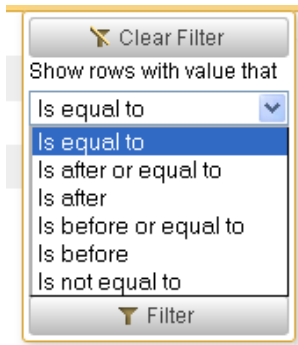 Clear Filter
Show rows with value that
Is equal to
Is equal to
Is after or equal to
Is after
Is before or equal to
Is before
Is not equal to
Filter